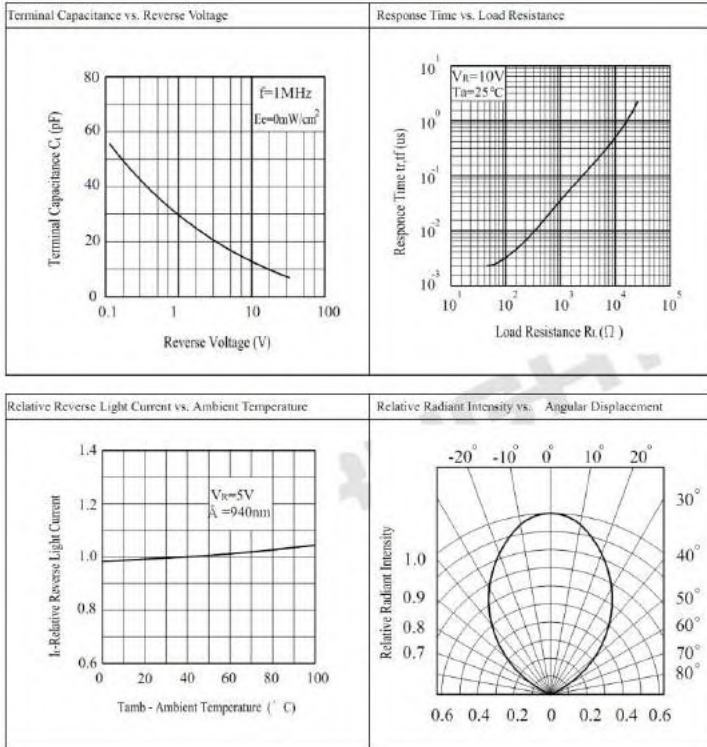 Terminal Capacitance vs. Reverse Voltage
80
60
40
20
0
Terminal Capacitance Ct (pF)
f=1MHz
Ee=0mW/cm²
0.1 1 10 100
Reverse Voltage (V)
Response Time vs. Load Resistance
10¹
10⁰
10⁻¹
10⁻²
10⁻³
Responce Time tr,tf (us)
VR=10V
Ta=25℃
10¹ 10² 10³ 10⁴ 10⁵
Load Resistance RL (Ω)
Relative Reverse Light Current vs. Ambient Temperature
1.4
1.2
1.0
0.8
0.6
Il-Relative Reverse Light Current
VR=5V
Â =940nm
0 20 40 60 80 100
Tamb - Ambient Temperature (° C)
Relative Radiant Intensity vs. Angular Displacement
-20° -10° 0° 10° 20°
30°
40°
50°
60°
70°
80°
Relative Radiant Intensity
1.0
0.9
0.8
0.7
0.6 0.4 0.2 0 0.2 0.4 0.6